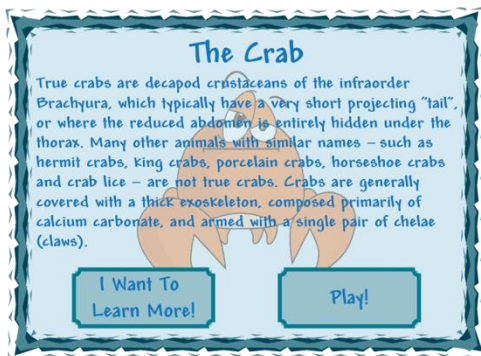 The Crab
True crabs are decapod crustaceans of the infraorder
Brachyura, which typically have a very short projecting "tail",
or where the reduced abdomen is entirely hidden under the
thorax. Many other animals with similar names – such as
hermit crabs, King crabs, porcelain crabs, horseshoe crabs
and crab lice – are not true crabs. Crabs are generally
covered with a thick exoskeleton, composed primarily of
calcium carbonate, and armed with a single pair of chelae
(claws).
I Want To
Learn More!
Play!